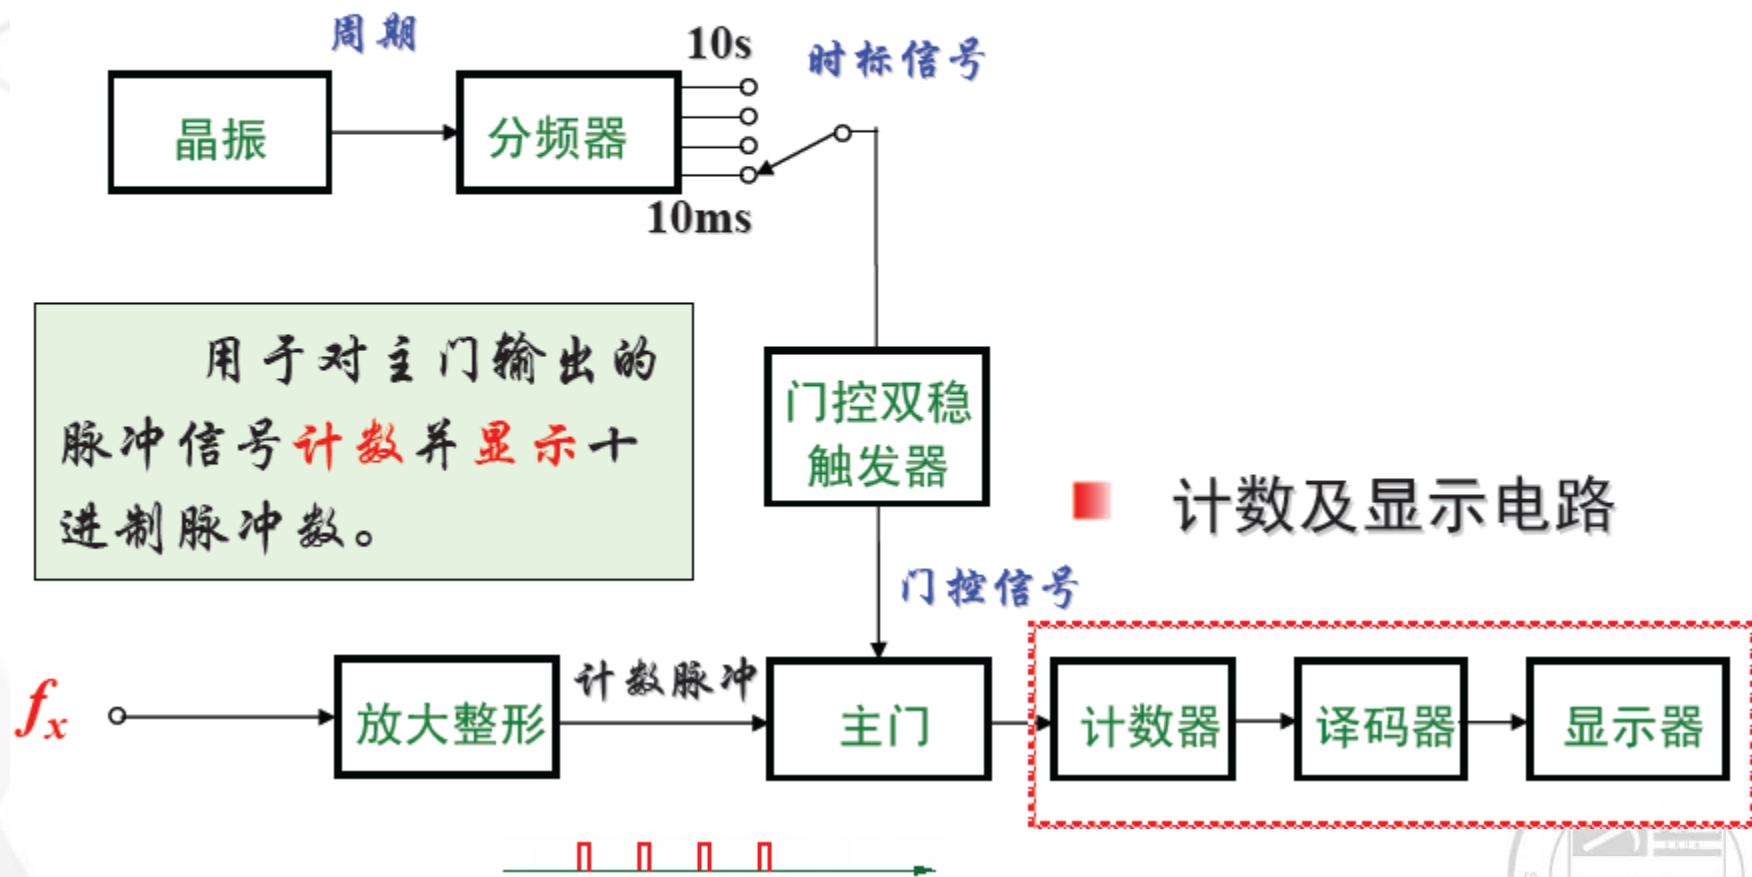 周期
10s
时标信号
晶振
分频器
10ms
用于对主门输出的
脉冲信号计数并显示十
进制脉冲数。
门控双稳
触发器
计数及显示电路
门控信号
fx
放大整形
计数脉冲
主门
计数器
译码器
显示器